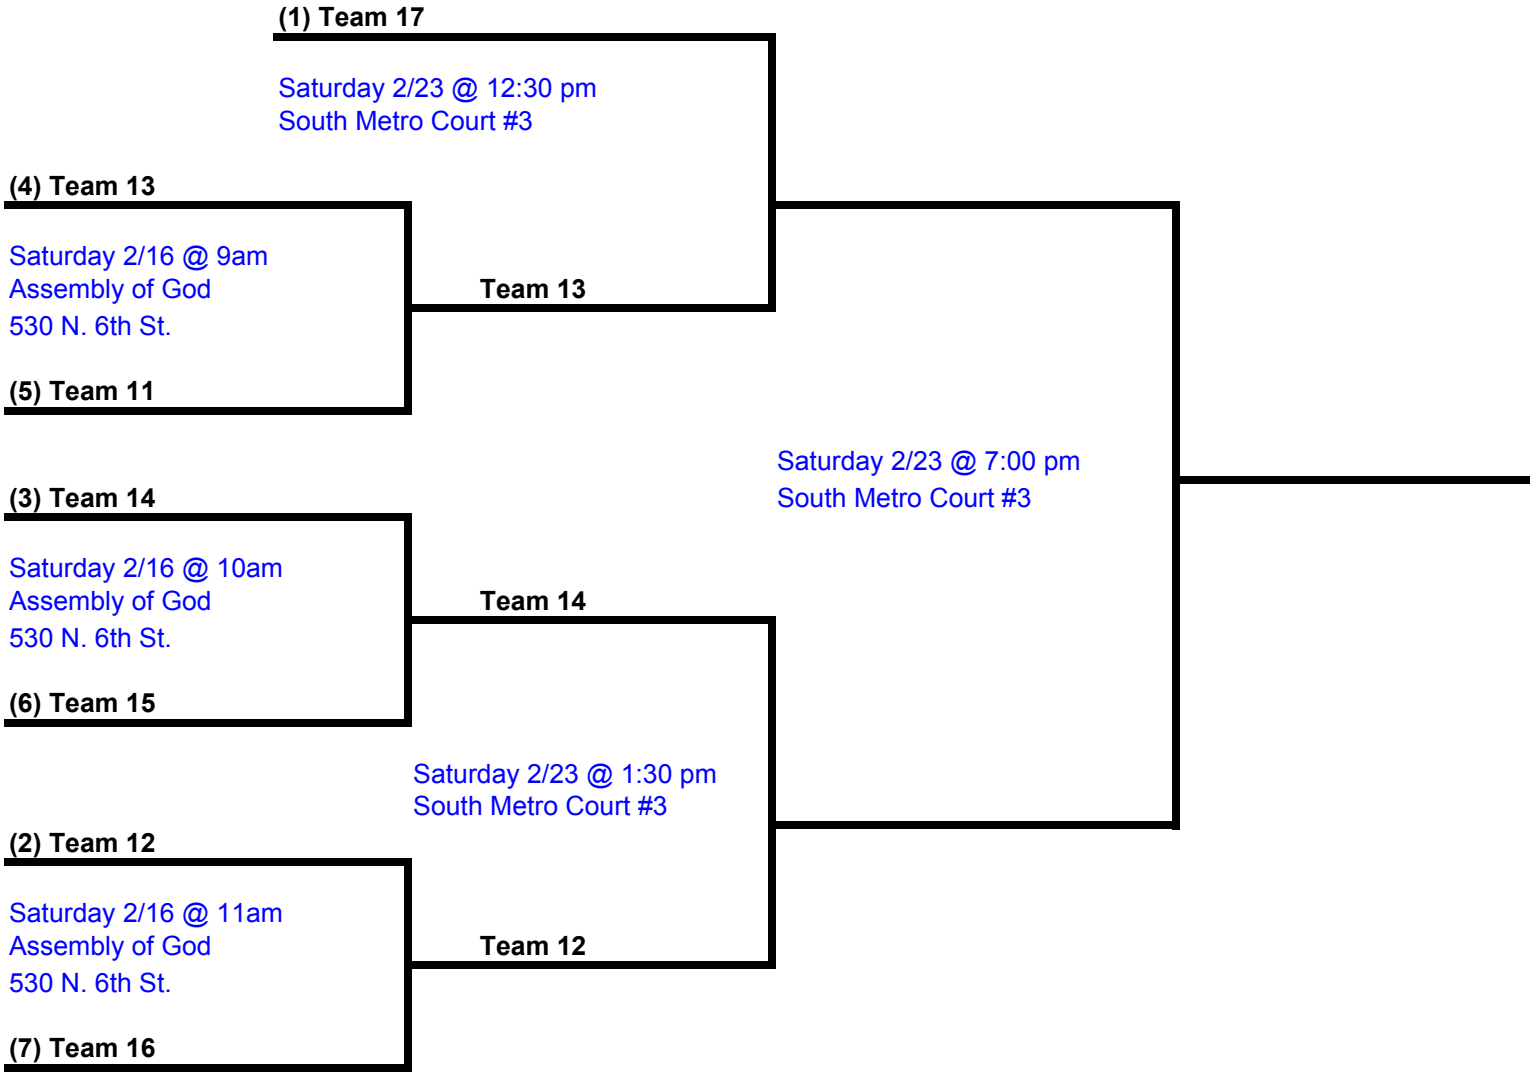 (1) Team 17
Saturday 2/23 @ 12:30 pm
South Metro Court #3
(4) Team 13
Saturday 2/16 @ 9am
Assembly of God
530 N. 6th St.
Team 13
(5) Team 11
Saturday 2/23 @ 7:00 pm
South Metro Court #3
(3) Team 14
Saturday 2/16 @ 10am
Assembly of God
530 N. 6th St.
Team 14
(6) Team 15
Saturday 2/23 @ 1:30 pm
South Metro Court #3
(2) Team 12
Saturday 2/16 @ 11am
Assembly of God
530 N. 6th St.
Team 12
(7) Team 16